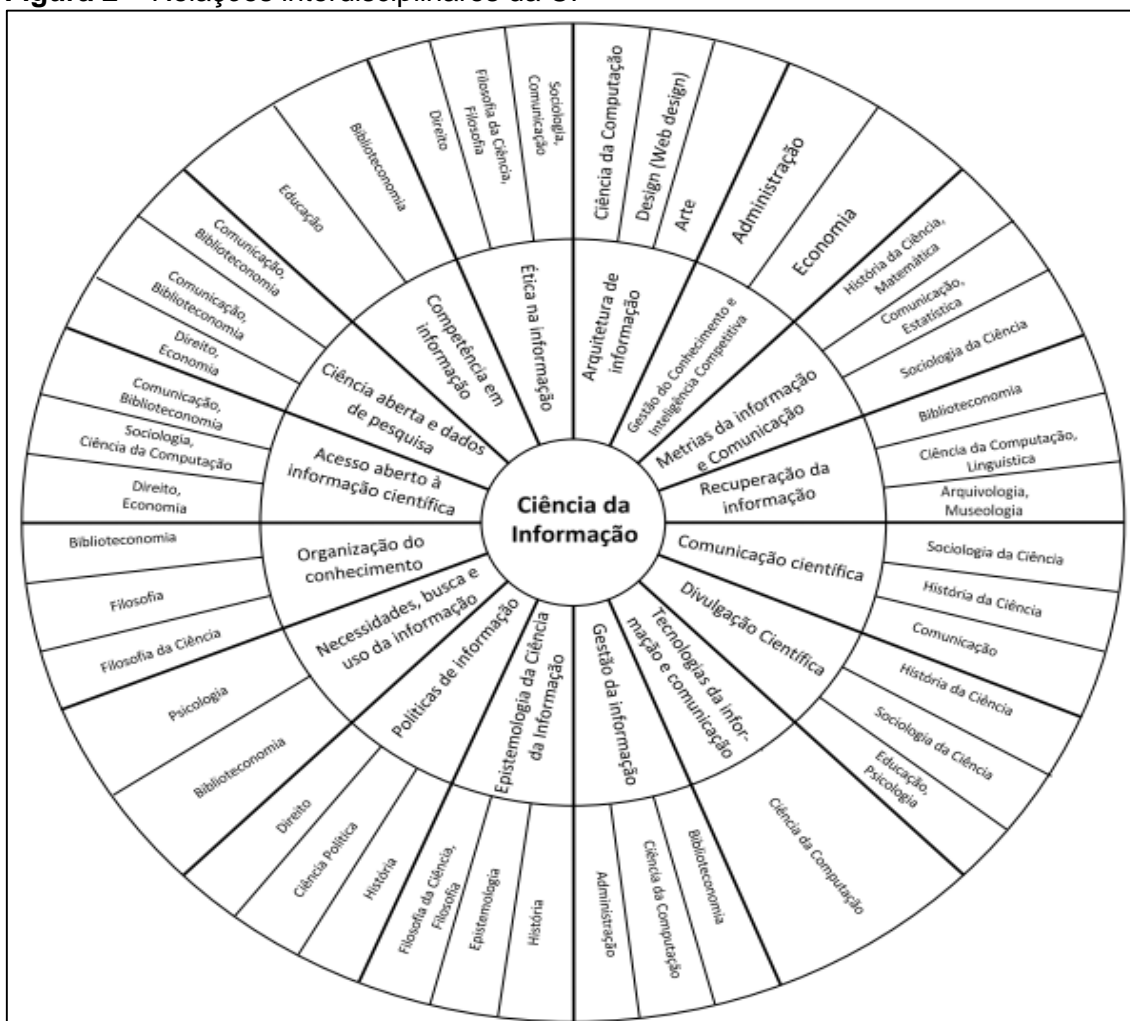 Figura 2 – Relações interdisciplinares da CI
Ciência da
Informação
Arquitetura de
informação
Ciência da Computação
Design (Web design)
Arte
Gestão do Conhecimento e
Inteligência Competitiva
Administração
Economia
Metrias da informação
e Comunicação
História da Ciência,
Matemática
Comunicação,
Estatística
Sociologia da Ciência
Recuperação da
informação
Biblioteconomia
Ciência da Computação,
Linguística
Arquivologia,
Museologia
Comunicação científica
Sociologia da Ciência
História da Ciência
Comunicação
Divulgação Científica
História da Ciência
Sociologia da Ciência
Educação,
Psicologia
Tecnologias da infor-
mação e comunicação
Ciência da Computação
Gestão da informação
Biblioteconomia
Ciência da Computação
Administração
Epistemologia da Ciência
da Informação
História
Epistemologia
Filosofia da Ciência,
Filosofia
Políticas de informação
História
Ciência Política
Direito
Necessidades, busca e
uso da informação
Biblioteconomia
Psicologia
Organização do
conhecimento
Filosofia da Ciência
Filosofia
Biblioteconomia
Acesso aberto à
informação científica
Direito,
Economia
Sociologia,
Ciência da Computação
Comunicação,
Biblioteconomia
Ciência aberta e dados
de pesquisa
Direito,
Economia
Comunicação,
Biblioteconomia
Comunicação,
Biblioteconomia
Competência em
informação
Educação
Biblioteconomia
Ética na informação
Direito
Filosofia da Ciência,
Filosofia
Sociologia,
Comunicação